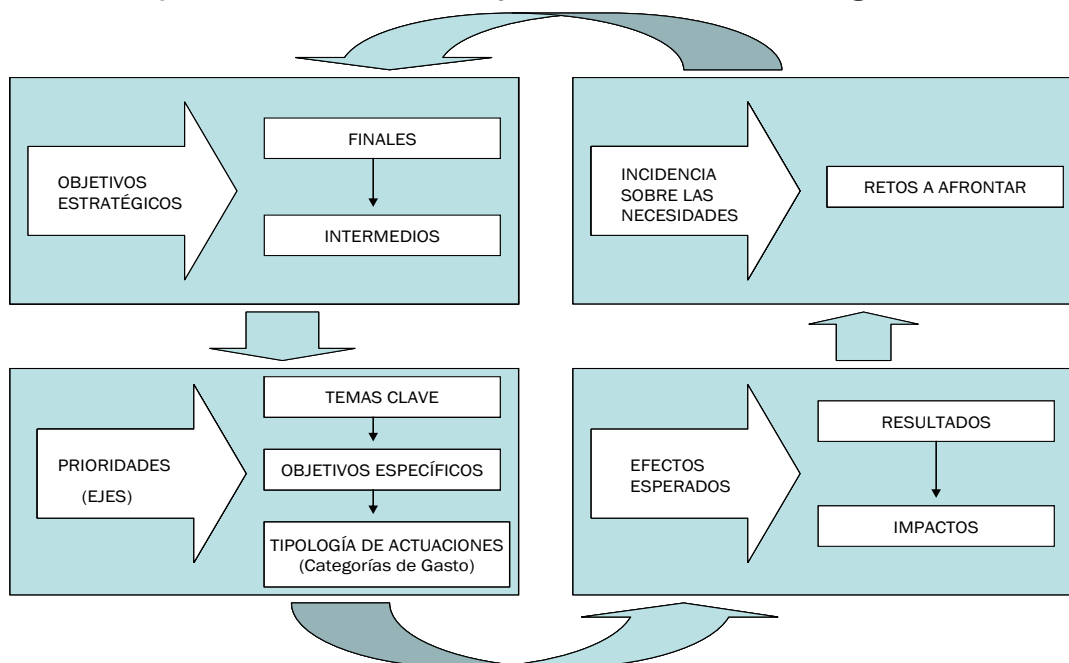 OBJETIVOS
ESTRATÉGICOS
FINALES
INTERMEDIOS
INCIDENCIA
SOBRE LAS
NECESIDADES
RETOS A AFRONTAR
PRIORIDADES
(EJES)
TEMAS CLAVE
OBJETIVOS ESPECÍFICOS
TIPOLOGÍA DE ACTUACIONES
(Categorías de Gasto)
EFECTOS
ESPERADOS
RESULTADOS
IMPACTOS